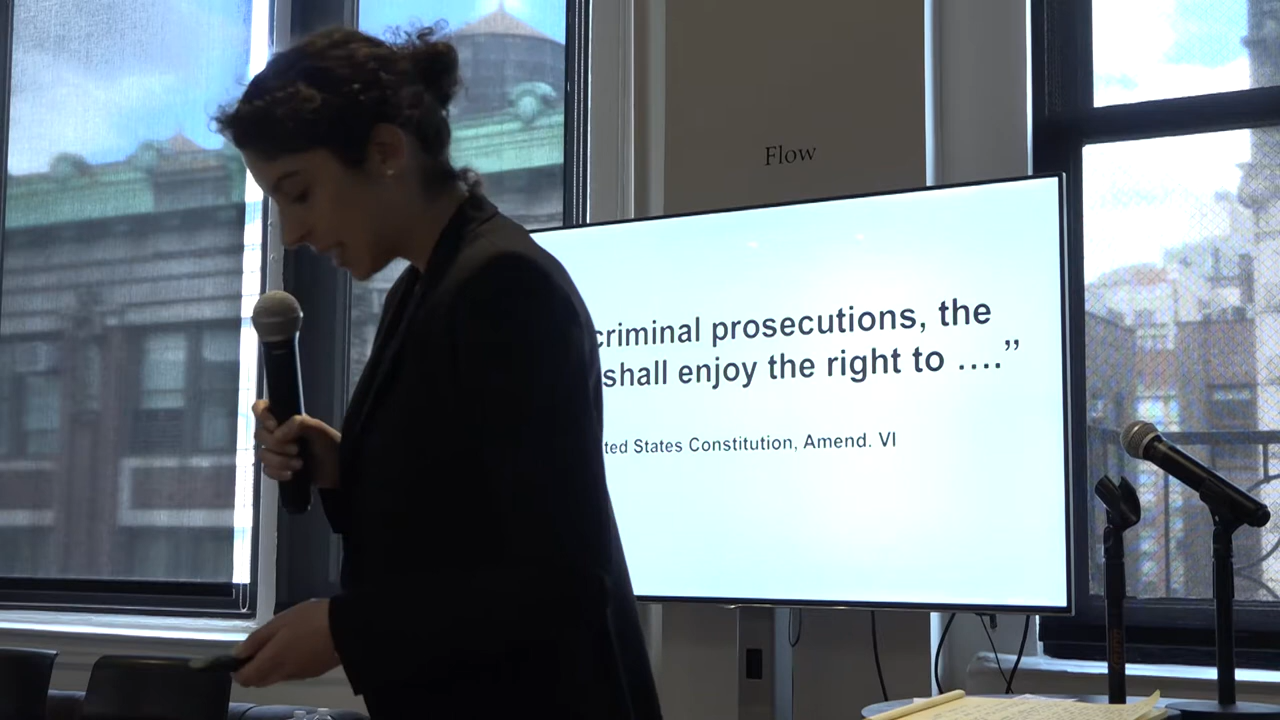 Flow
criminal prosecutions, the
shall enjoy the right to ....”
ted States Constitution, Amend. VI